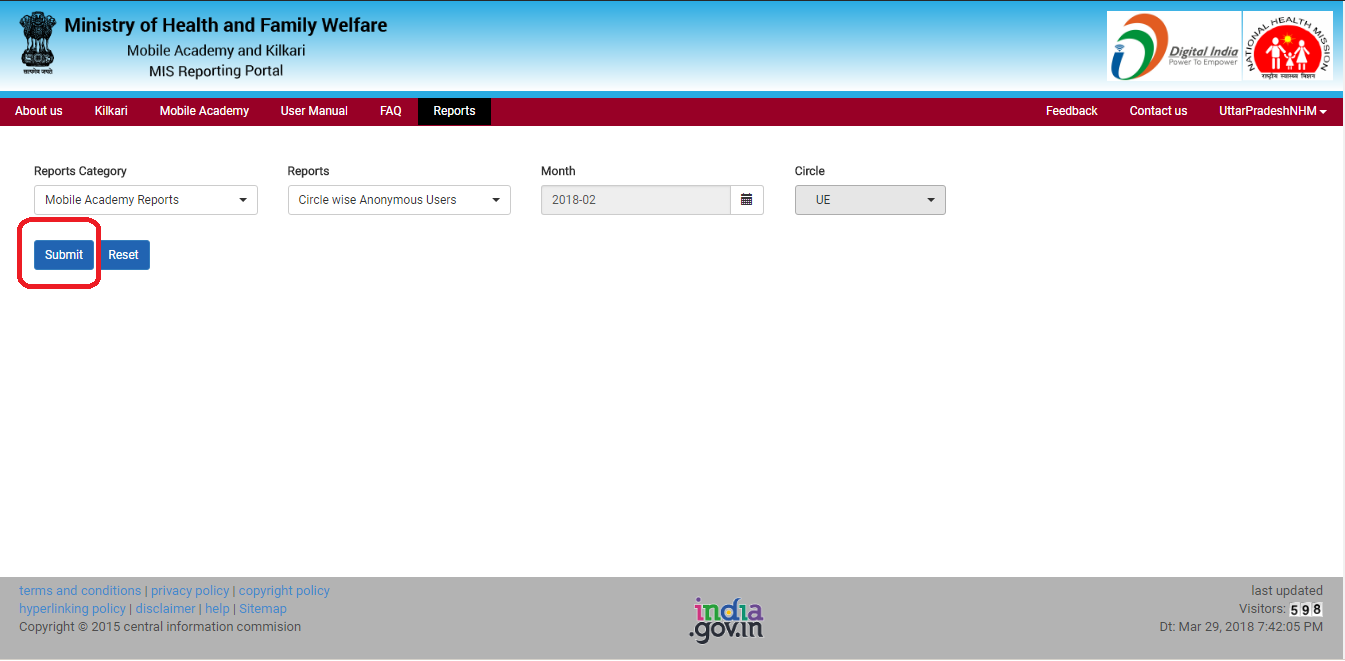 Ministry of Health and Family Welfare
Mobile Academy and Kilkari
MIS Reporting Portal
सत्यमेव जयते
Digital India
Power To Empower
NATIONAL HEALTH MISSION
राष्ट्रीय स्वास्थ्य मिशन
About us Kilkari Mobile Academy User Manual FAQ Reports Feedback Contact us UttarPradeshNHM
Reports Category Reports Month Circle
Mobile Academy Reports Circle wise Anonymous Users 2018-02 UE
Submit Reset
terms and conditions | privacy policy | copyright policy
hyperlinking policy | disclaimer | help | Sitemap
Copyright © 2015 central information commision
india
.gov.in
last updated
Visitors: 598
Dt: Mar 29, 2018 7:42:05 PM